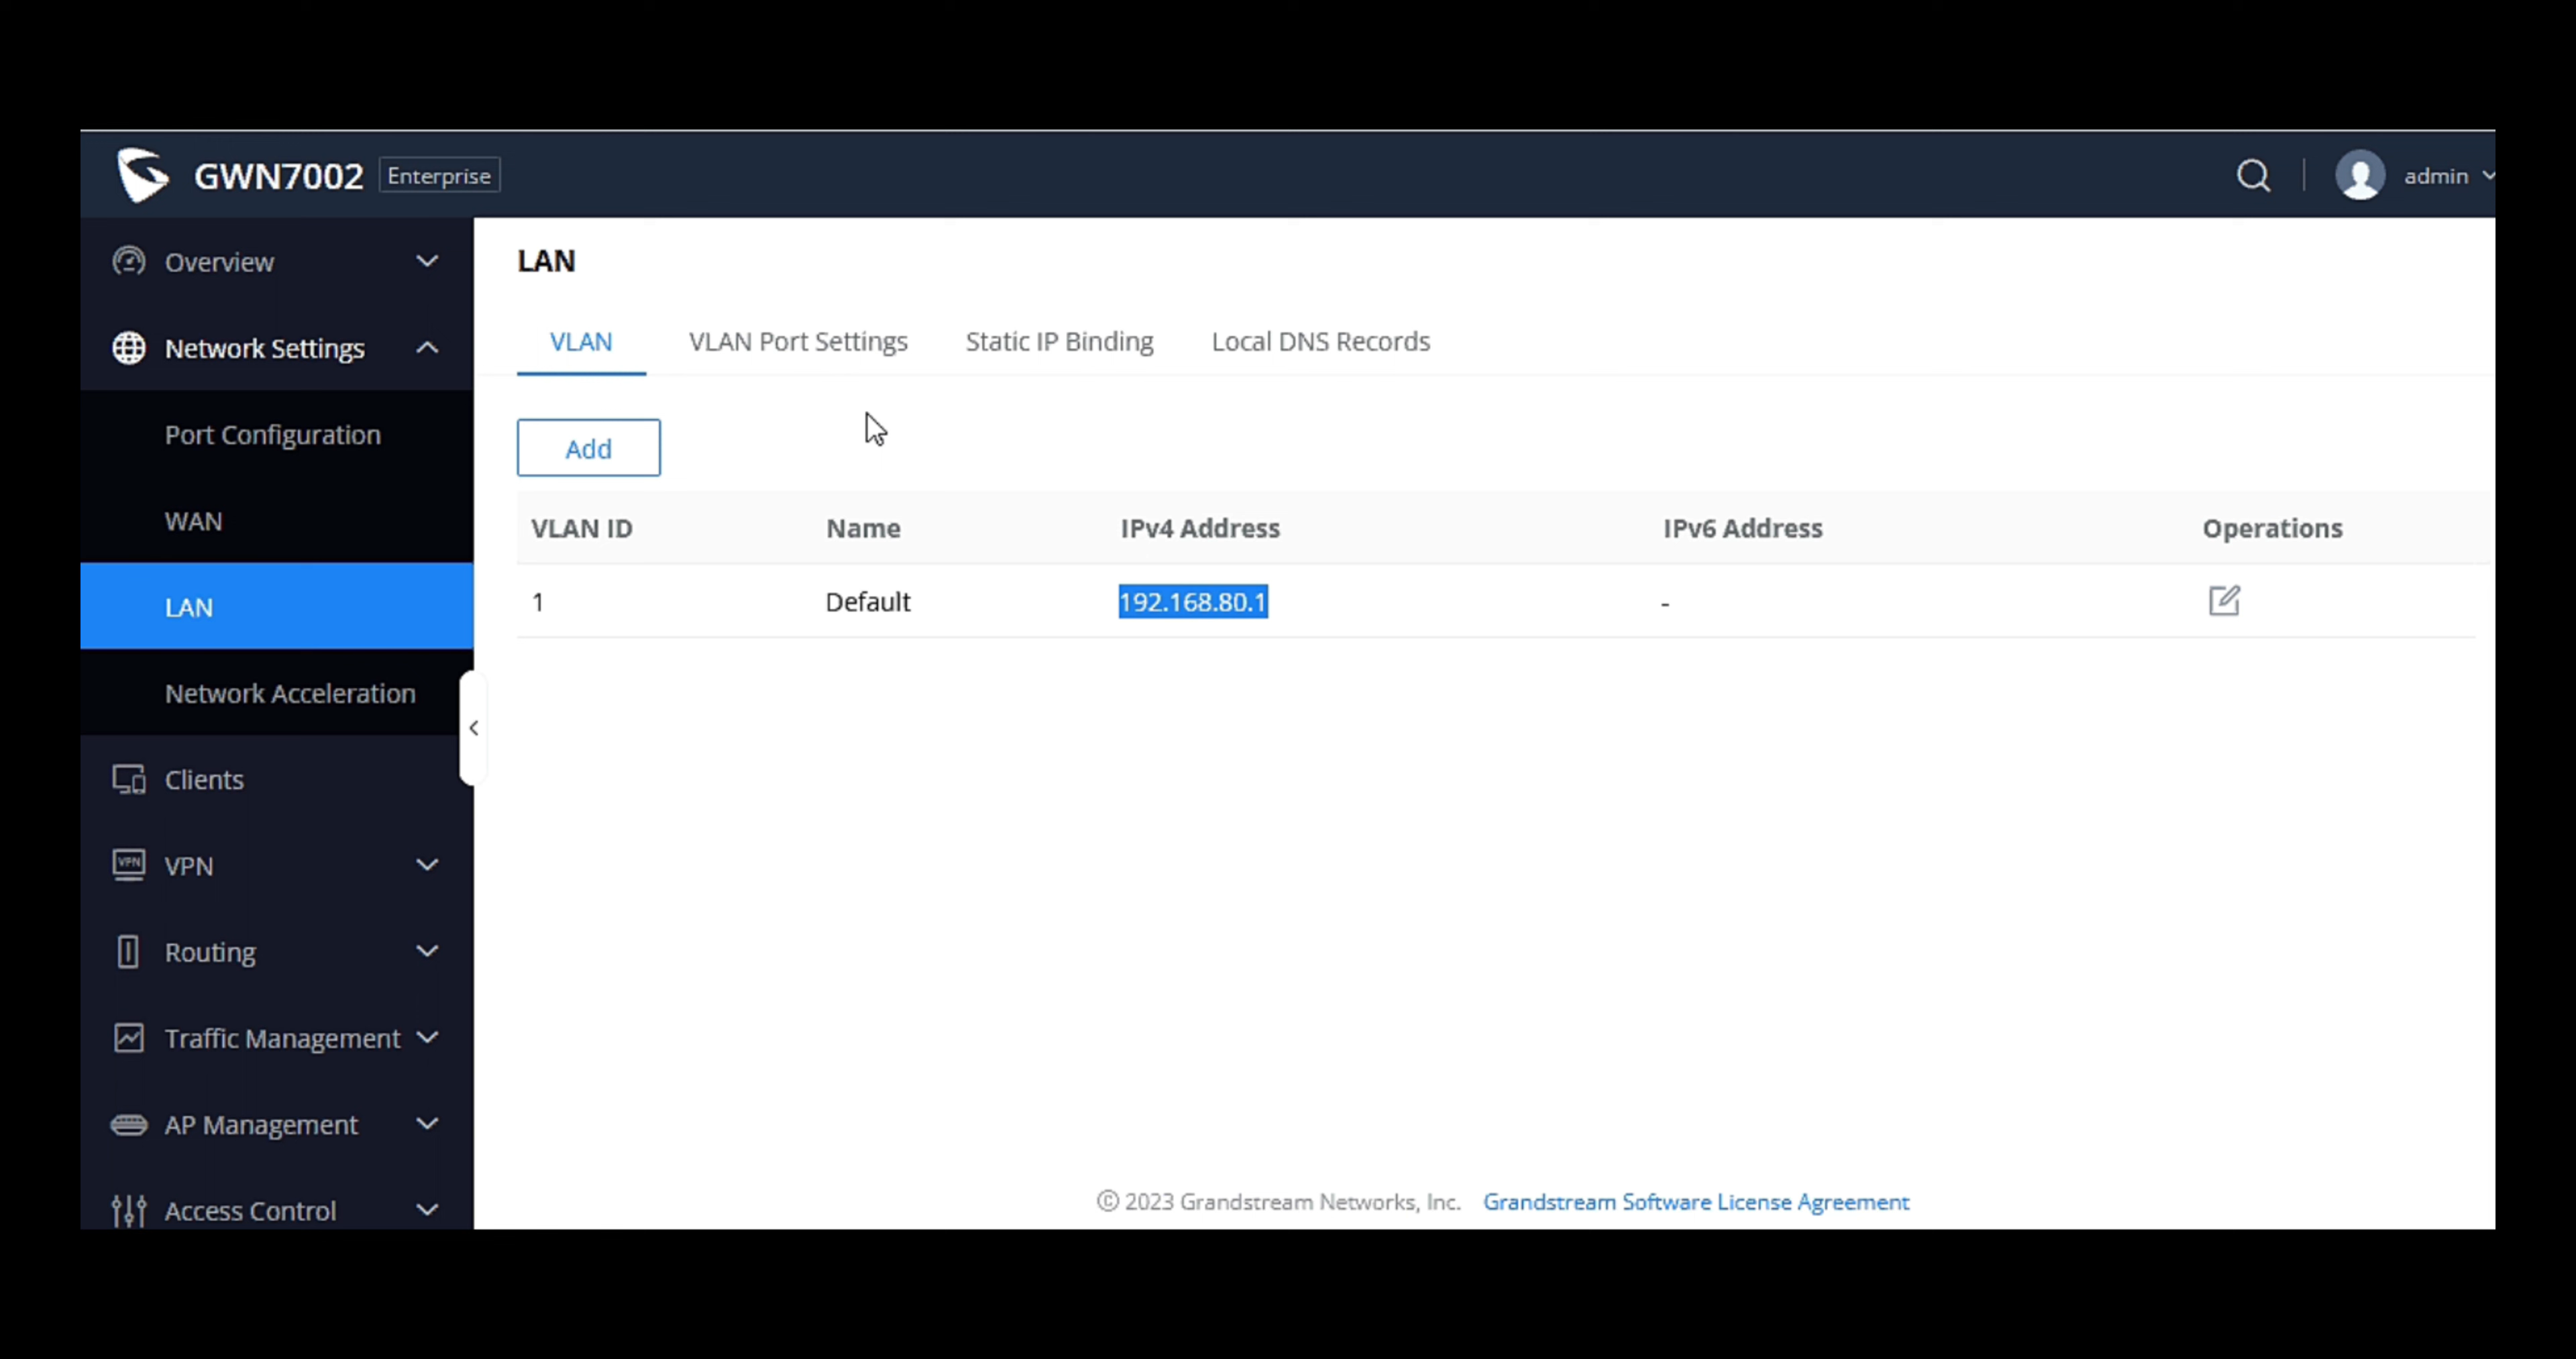 GWN7002 Enterprise
admin
Overview
Network Settings
Port Configuration
WAN
LAN
Network Acceleration
Clients
VPN
VPN
Routing
Traffic Management
AP Management
Access Control
LAN
VLAN VLAN Port Settings Static IP Binding Local DNS Records
Add
VLAN ID Name IPv4 Address IPv6 Address Operations
1 Default 192.168.80.1 -
© 2023 Grandstream Networks, Inc. Grandstream Software License Agreement